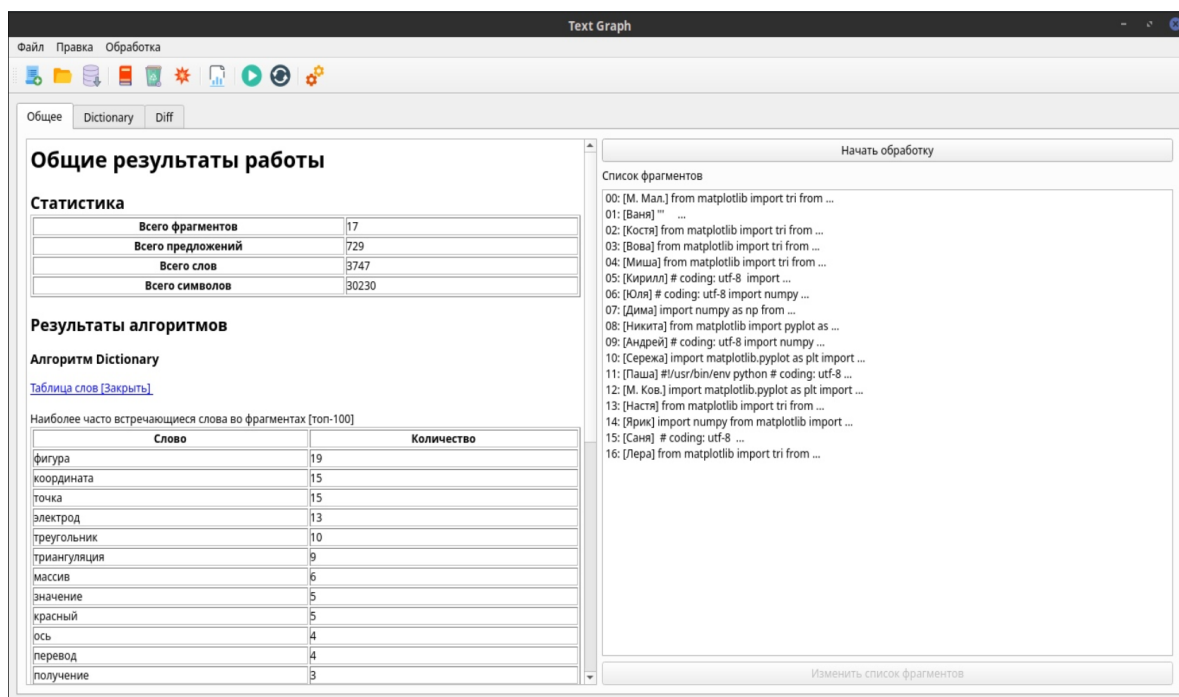 Text Graph
Файл Правка Обработка
Общее Dictionary Diff
Общие результаты работы
Статистика
Всего фрагментов 17
Всего предложений 729
Всего слов 3747
Всего символов 30230
Результаты алгоритмов
Алгоритм Dictionary
Таблица слов [Закрыть]
Наиболее часто встречающиеся слова во фрагментах [топ-100]
Слово Количество
фигура 19
координата 15
точка 15
электрод 13
треугольник 10
триангуляция 9
массив 6
значение 5
красный 5
ось 4
перевод 4
получение 3
Начать обработку
Список фрагментов
00: [М. Мал.] from matplotlib import tri from ...
01: [Ваня] ''' ...
02: [Костя] from matplotlib import tri from ...
03: [Вова] from matplotlib import tri from ...
04: [Миша] from matplotlib import tri from ...
05: [Кирилл] # coding: utf-8 import ...
06: [Юля] # coding: utf-8 import numpy ...
07: [Дима] import numpy as np from ...
08: [Никита] from matplotlib import pyplot as ...
09: [Андрей] # coding: utf-8 import numpy ...
10: [Сережа] import matplotlib.pyplot as plt import ...
11: [Паша] #!/usr/bin/env python # coding: utf-8 ...
12: [М. Ков.] import matplotlib.pyplot as plt import ...
13: [Настя] from matplotlib import tri from ...
14: [Ярик] import numpy from matplotlib import ...
15: [Саня] # coding: utf-8 ...
16: [Лера] from matplotlib import tri from ...
Изменить список фрагментов